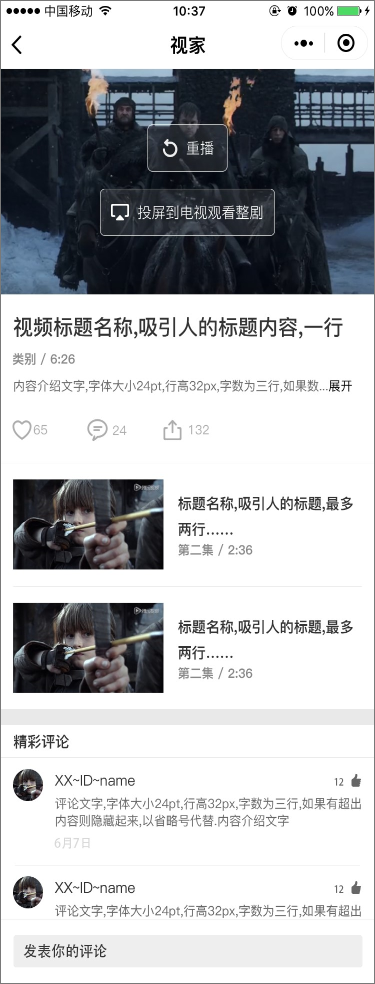 中国移动 10:37 100%
视家
重播
投屏到电视观看整剧
视频标题名称,吸引人的标题内容,一行
类别 / 6:26
内容介绍文字,字体大小24pt,行高32px,字数为三行,如果数...展开
65 24 132
腾讯视频
标题名称,吸引人的标题,最多
两行……
第二集 / 2:36
腾讯视频
标题名称,吸引人的标题,最多
两行……
第二集 / 2:36
精彩评论
XX~ID~name 12
评论文字,字体大小24pt,行高32px,字数为三行,如果有超出
内容则隐藏起来,以省略号代替.内容介绍文字
6月7日
XX~ID~name 12
评论文字,字体大小24pt,行高32px,字数为三行,如果有超出
发表你的评论